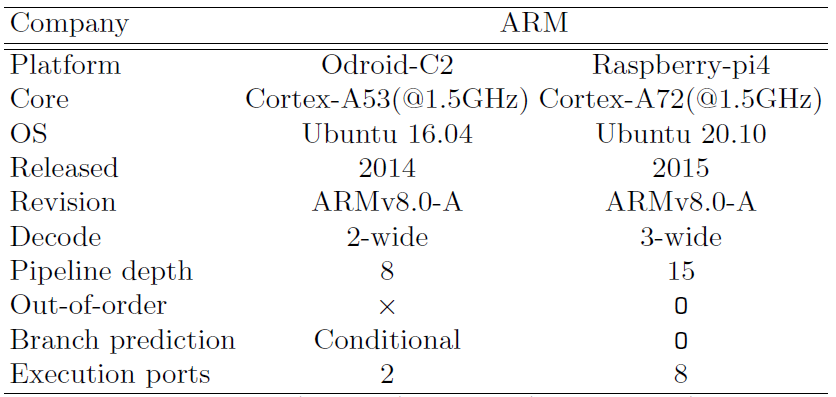 Company ARM
Platform Odroid-C2 Raspberry-pi4
Core Cortex-A53(@1.5GHz) Cortex-A72(@1.5GHz)
OS Ubuntu 16.04 Ubuntu 20.10
Released 2014 2015
Revision ARMv8.0-A ARMv8.0-A
Decode 2-wide 3-wide
Pipeline depth 8 15
Out-of-order × O
Branch prediction Conditional O
Execution ports 2 8